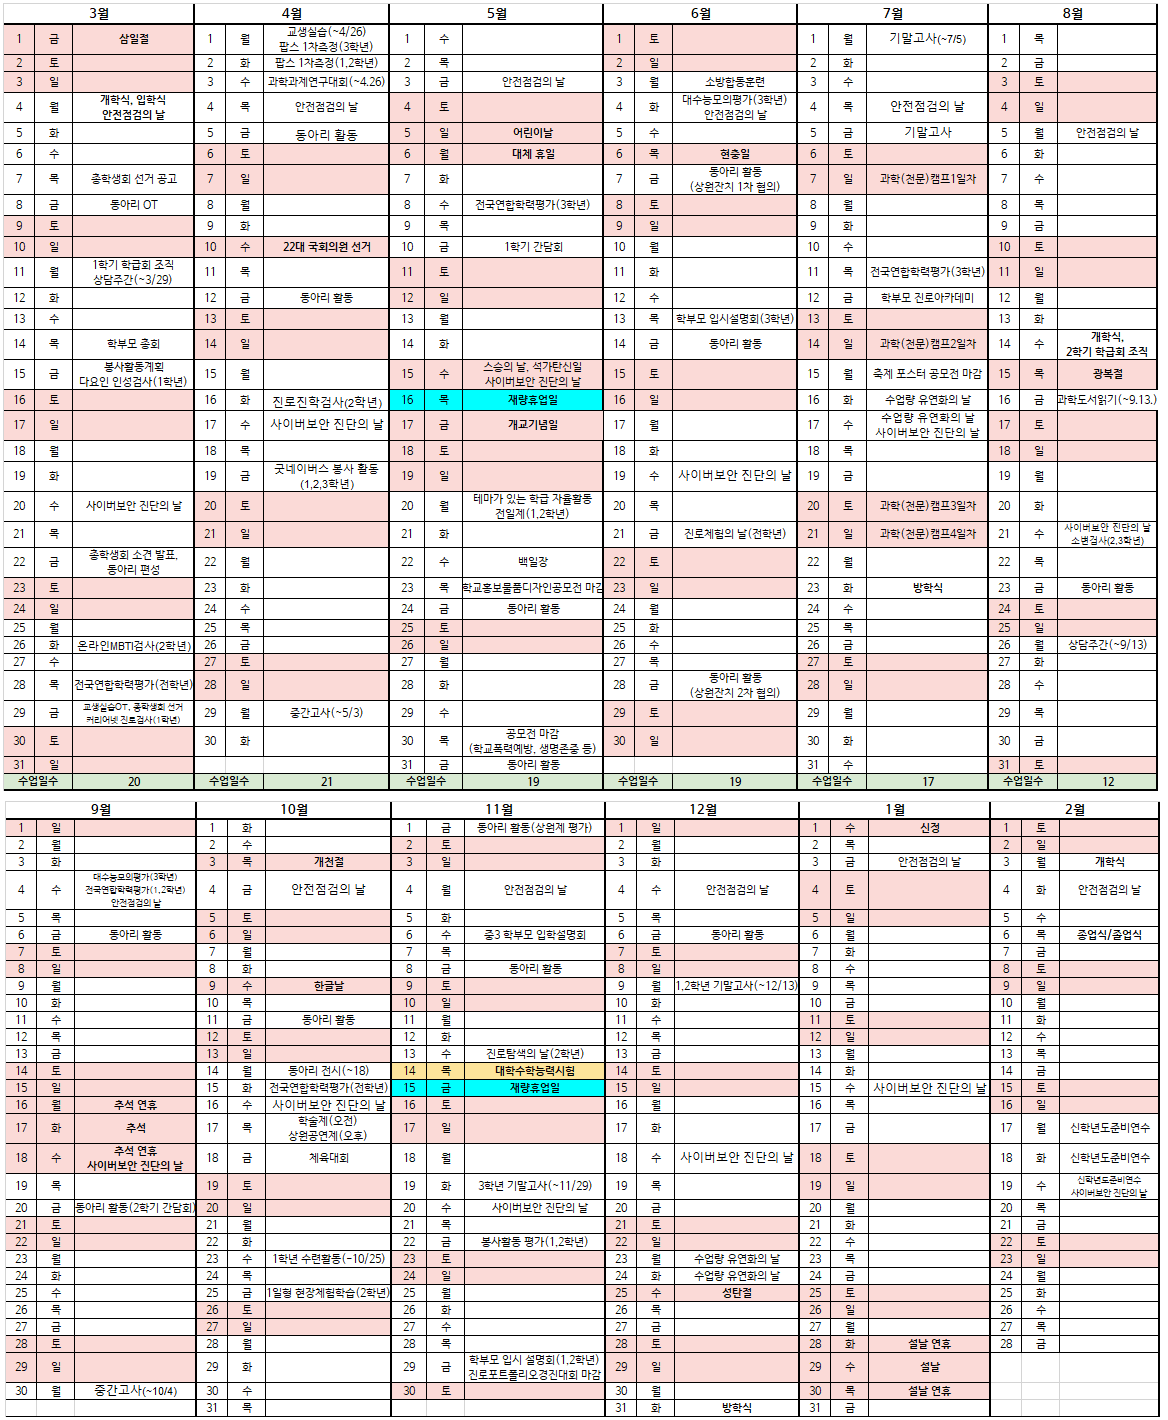 3월 4월 5월 6월 7월 8월
1 금 삼일절 1 월 교생실습(~4/26) 1 수 1 토 1 월 기말고사(~7/5) 1 목
팝스 1차측정(3학년)
2 토 2 화 팝스 1차측정(1,2학년) 2 목 2 일 2 화 2 금
3 일 3 수 과학과제연구대회(~4.26) 3 금 안전점검의 날 3 월 소방합동훈련 3 수 3 토
4 월 개학식, 입학식 4 목 안전점검의 날 4 토 4 화 대수능모의평가(3학년) 4 목 안전점검의 날 4 일
안전점검의 날 안전점검의 날
5 화 5 금 동아리 활동 5 일 어린이날 5 수 5 금 기말고사 5 월 안전점검의 날
6 수 6 토 6 월 대체 휴일 6 목 현충일 6 토 6 화
7 목 총학생회 선거 공고 7 일 7 화 7 금 동아리 활동 7 일 과학(천문)캠프1일차 7 수
(상원잔치 1차 협의)
8 금 동아리 OT 8 월 8 수 전국연합학력평가(3학년) 8 토 8 월 8 목
9 토 9 화 9 목 9 일 9 화 9 금
10 일 10 수 22대 국회의원 선거 10 금 1학기 간담회 10 월 10 수 10 토
11 월 1학기 학급회 조직 11 목 11 토 11 화 11 목 전국연합학력평가(3학년) 11 일
상담주간(~3/29)
12 화 12 금 동아리 활동 12 일 12 수 12 금 학부모 진로아카데미 12 월
13 수 13 토 13 월 13 목 학부모 입시설명회(3학년) 13 토 13 화
14 목 학부모 총회 14 일 14 화 14 금 동아리 활동 14 일 과학(천문)캠프2일차 14 수 개학식,
2학기 학급회 조직
15 금 봉사활동계획 15 월 15 수 스승의 날, 석가탄신일 15 토 15 월 축제 포스터 공모전 마감 15 목 광복절
다요인 인성검사(1학년) 사이버보안 진단의 날
16 토 16 화 진로진학검사(2학년) 16 목 재량휴업일 16 일 16 화 수업량 유연화의 날 16 금 과학도서읽기(~9.13.)
17 일 17 수 사이버보안 진단의 날 17 금 개교기념일 17 월 17 수 수업량 유연화의 날 17 토
사이버보안 진단의 날
18 월 18 목 18 토 18 화 18 목 18 일
19 화 19 금 굿네이버스 봉사 활동 19 일 19 수 사이버보안 진단의 날 19 금 19 월
(1,2,3학년)
20 수 사이버보안 진단의 날 20 토 20 월 테마가 있는 학급 자율활동 20 목 20 토 과학(천문)캠프3일차 20 화
전일제(1,2학년)
21 목 21 일 21 화 21 금 진로체험의 날(전학년) 21 일 과학(천문)캠프4일차 21 수 사이버보안 진단의 날
소변검사(2,3학년)
22 금 총학생회 소견 발표, 22 월 22 수 백일장 22 토 22 월 22 목
동아리 편성
23 토 23 화 23 목 학교홍보물품디자인공모전 마감 23 일 23 화 방학식 23 금 동아리 활동
24 일 24 수 24 금 동아리 활동 24 월 24 수 24 토
25 월 25 목 25 토 25 화 25 목 25 일
26 화 온라인MBTI검사(2학년) 26 금 26 일 26 수 26 금 26 월 상담주간(~9/13)
27 수 27 토 27 월 27 목 27 토 27 화
28 목 전국연합학력평가(전학년) 28 일 28 화 28 금 동아리 활동 28 일 28 수
(상원잔치 2차 협의)
29 금 교생실습OT, 총학생회 선거 29 월 중간고사(~5/3) 29 수 29 토 29 월 29 목
커리어넷 진로검사(1학년)
30 토 30 화 30 목 공모전 마감 30 일 30 화 30 금
(학교폭력예방, 생명존중 등)
31 일 31 금 동아리 활동 31 수 31 토
수업일수 20 수업일수 21 수업일수 19 수업일수 19 수업일수 17 수업일수 12
9월 10월 11월 12월 1월 2월
1 일 1 화 1 금 동아리 활동(상원제 평가) 1 일 1 수 신정 1 토
2 월 2 수 2 토 2 월 2 목 2 일
3 화 3 목 개천절 3 일 3 화 3 금 안전점검의 날 3 월 개학식
4 수 대수능모의평가(3학년) 4 금 안전점검의 날 4 월 안전점검의 날 4 수 안전점검의 날 4 토 4 화 안전점검의 날
전국연합학력평가(1,2학년)
안전점검의 날
5 목 5 토 5 화 5 목 5 일 5 수
6 금 동아리 활동 6 일 6 수 중3 학부모 입학설명회 6 금 동아리 활동 6 월 6 목 종업식/졸업식
7 토 7 월 7 목 7 토 7 화 7 금
8 일 8 화 8 금 동아리 활동 8 일 8 수 8 토
9 월 9 수 한글날 9 토 9 월 1,2학년 기말고사(~12/13) 9 목 9 일
10 화 10 목 10 일 10 화 10 금 10 월
11 수 11 금 동아리 활동 11 월 11 수 11 토 11 화
12 목 12 토 12 화 12 목 12 일 12 수
13 금 13 일 13 수 진로탐색의 날(2학년) 13 금 13 월 13 목
14 토 14 월 동아리 전시(~18) 14 목 대학수학능력시험 14 토 14 화 14 금
15 일 15 화 전국연합학력평가(전학년) 15 금 재량휴업일 15 일 15 수 사이버보안 진단의 날 15 토
16 월 추석 연휴 16 수 사이버보안 진단의 날 16 토 16 월 16 목 16 일
17 화 추석 17 목 학술제(오전) 17 일 17 화 17 금 17 월 신학년도준비연수
상원공연제(오후)
18 수 추석 연휴 18 금 체육대회 18 월 18 수 사이버보안 진단의 날 18 토 18 화 신학년도준비연수
사이버보안 진단의 날
19 목 19 토 19 화 3학년 기말고사(~11/29) 19 목 19 일 19 수 신학년도준비연수
사이버보안 진단의 날
20 금 동아리 활동(2학기 간담회) 20 일 20 수 사이버보안 진단의 날 20 금 20 월 20 목
21 토 21 월 21 목 21 토 21 화 21 금
22 일 22 화 22 금 봉사활동 평가(1,2학년) 22 일 22 수 22 토
23 월 23 수 1학년 수련활동(~10/25) 23 토 23 월 수업량 유연화의 날 23 목 23 일
24 화 24 목 24 일 24 화 수업량 유연화의 날 24 금 24 월
25 수 25 금 1일형 현장체험학습(2학년) 25 월 25 수 성탄절 25 토 25 화
26 목 26 토 26 화 26 목 26 일 26 수
27 금 27 일 27 수 27 금 27 월 27 목
28 토 28 월 28 목 28 토 28 화 설날 연휴 28 금
29 일 29 화 29 금 학부모 입시 설명회(1,2학년) 29 일 29 수 설날
진로포트폴리오경진대회 마감
30 월 중간고사(~10/4) 30 수 30 토 30 월 30 목 설날 연휴
31 목 31 화 방학식 31 금